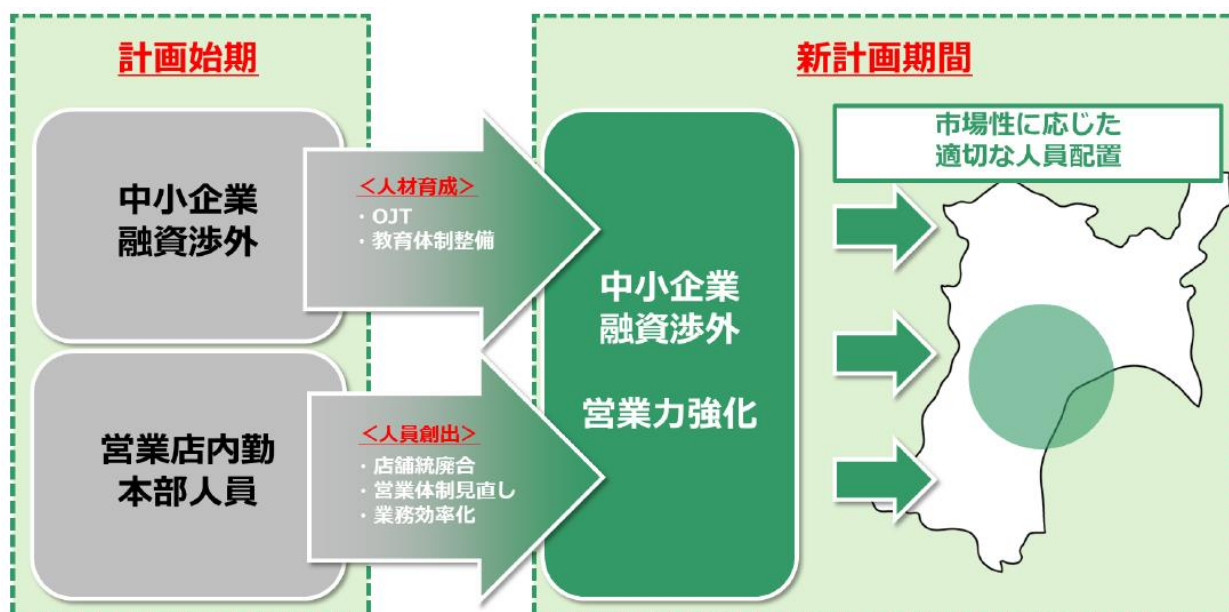 計画始期
中小企業
融資渉外
営業店内勤
本部人員
＜人材育成＞
・OJT
・教育体制整備
＜人員創出＞
・店舗統廃合
・営業体制見直し
・業務効率化
新計画期間
中小企業
融資渉外
営業力強化
市場性に応じた
適切な人員配置